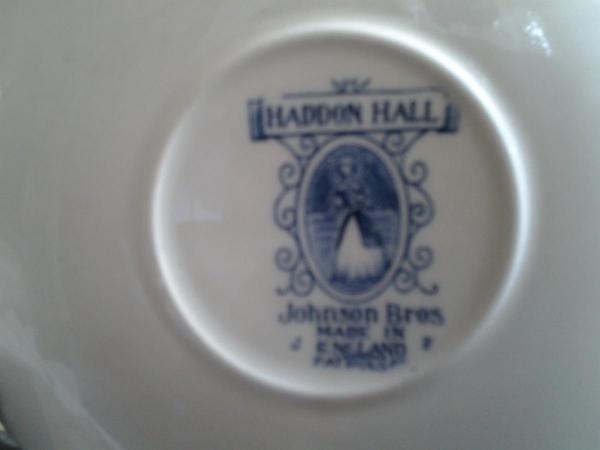 HADDON HALL
Johnson Bros
MADE IN
ENGLAND